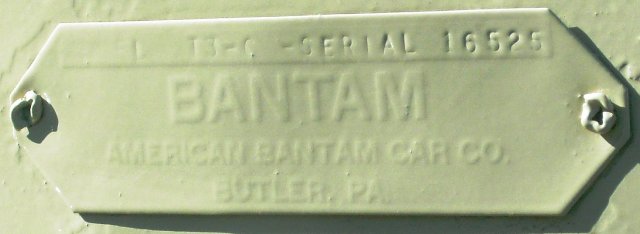 L T3-C -SERIAL 16525
BANTAM
AMERICAN BANTAM CAR CO.
BUTLER, PA.